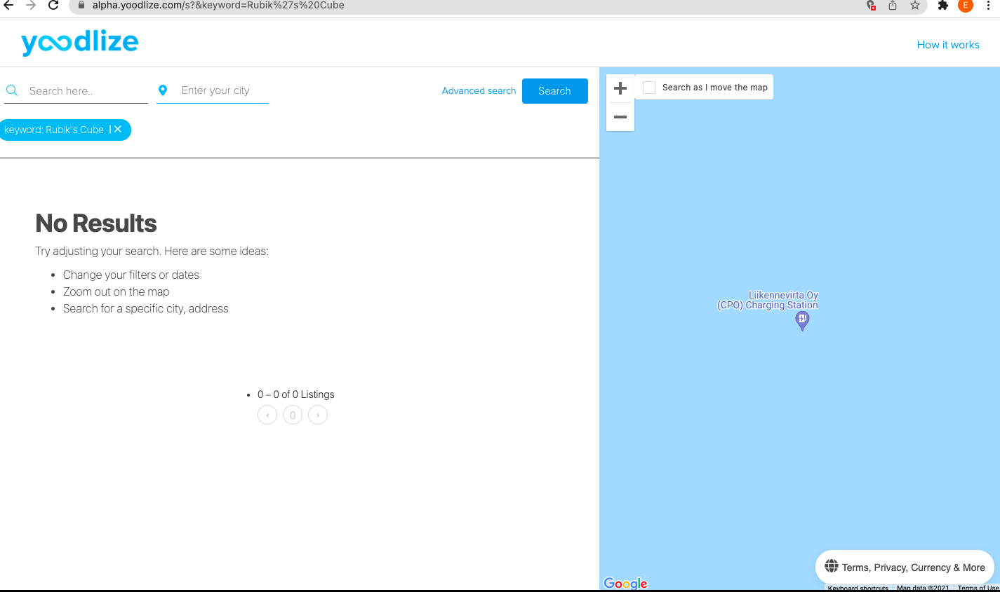 alpha.yoodlize.com/s?&keyword=Rubik%27s%20Cube
E
yoodlize
How it works
Search here..
Enter your city
Advanced search
Search
keyword: Rubik's Cube | X
+
Search as I move the map
−
No Results
Try adjusting your search. Here are some ideas:
• Change your filters or dates
• Zoom out on the map
• Search for a specific city, address
Liikennevirta Oy
(CPO) Charging Station
• 0 – 0 of 0 Listings
‹ 0 ›
Terms, Privacy, Currency & More
Google
Keyboard shortcuts
Map data ©2021
Terms of Use